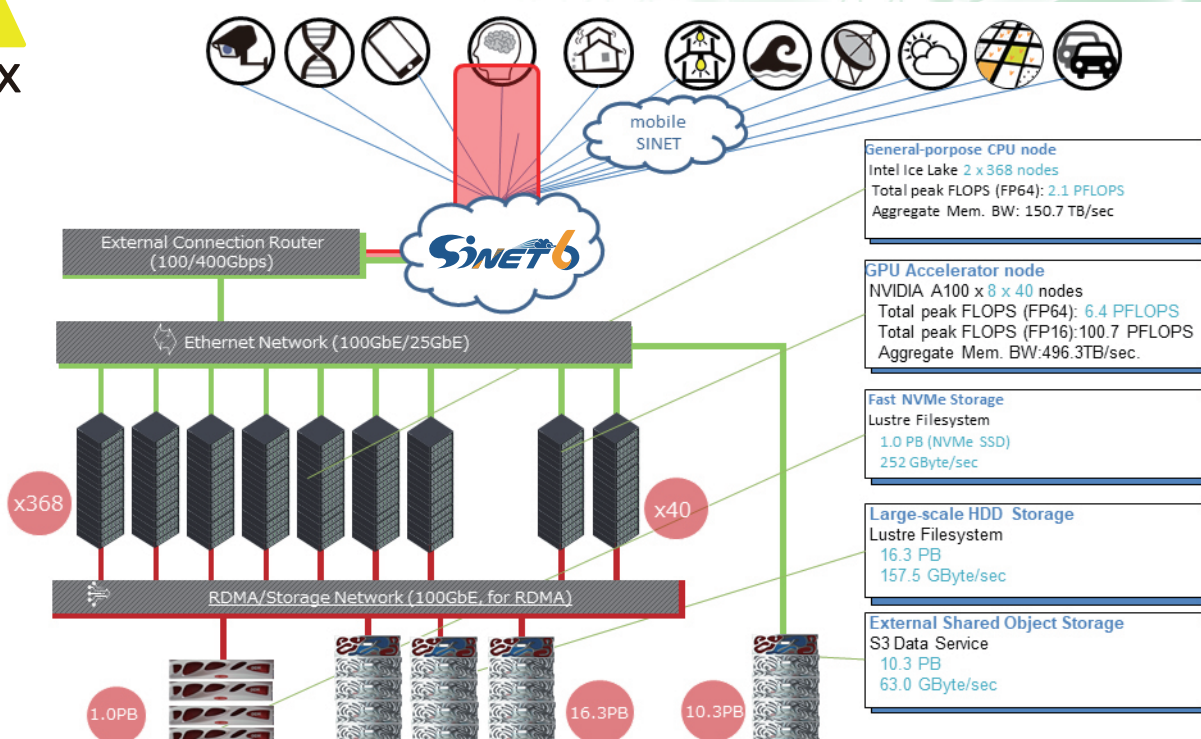 x
mobile
SINET
SINET6
External Connection Router
(100/400Gbps)
Ethernet Network (100GbE/25GbE)
x368
x40
RDMA/Storage Network (100GbE, for RDMA)
1.0PB
16.3PB
10.3PB
General-porpose CPU node
Intel Ice Lake 2 x 368 nodes
Total peak FLOPS (FP64): 2.1 PFLOPS
Aggregate Mem. BW: 150.7 TB/sec
GPU Accelerator node
NVIDIA A100 x 8 x 40 nodes
Total peak FLOPS (FP64): 6.4 PFLOPS
Total peak FLOPS (FP16):100.7 PFLOPS
Aggregate Mem. BW:496.3TB/sec.
Fast NVMe Storage
Lustre Filesystem
1.0 PB (NVMe SSD)
252 GByte/sec
Large-scale HDD Storage
Lustre Filesystem
16.3 PB
157.5 GByte/sec
External Shared Object Storage
S3 Data Service
10.3 PB
63.0 GByte/sec